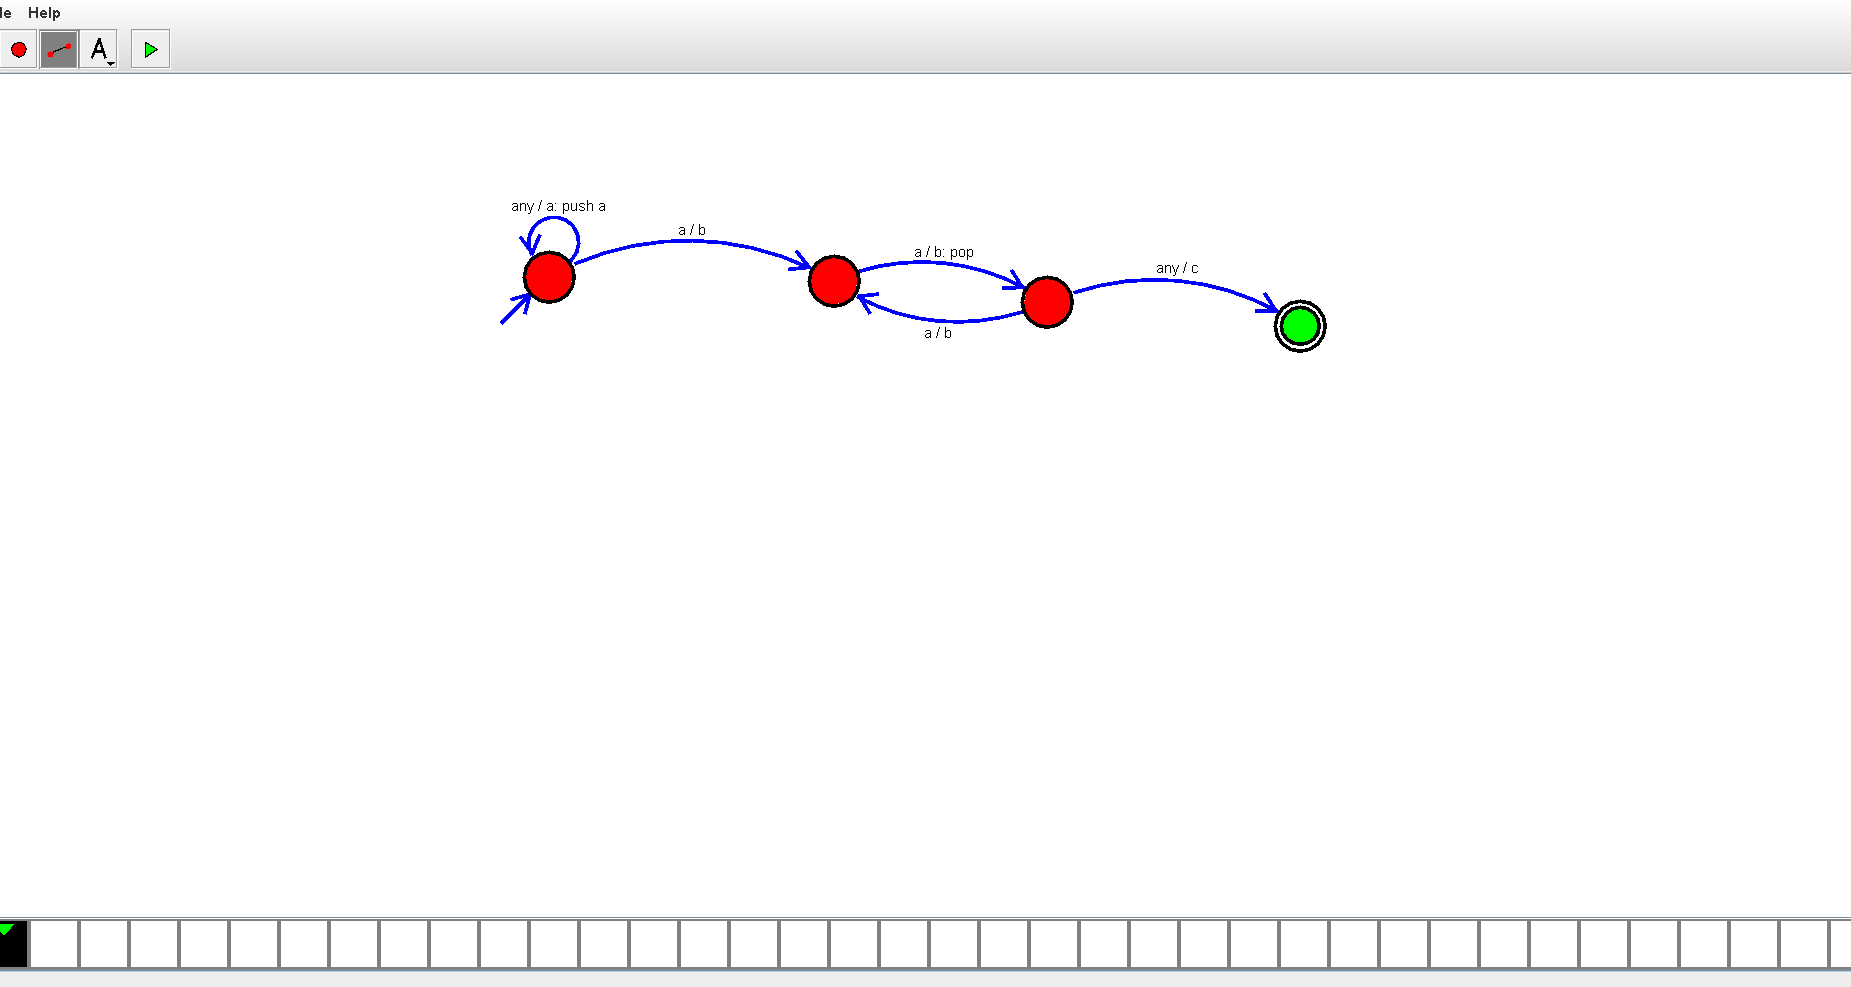 le Help
A
any / a: push a
a / b
a / b: pop
any / c
a / b